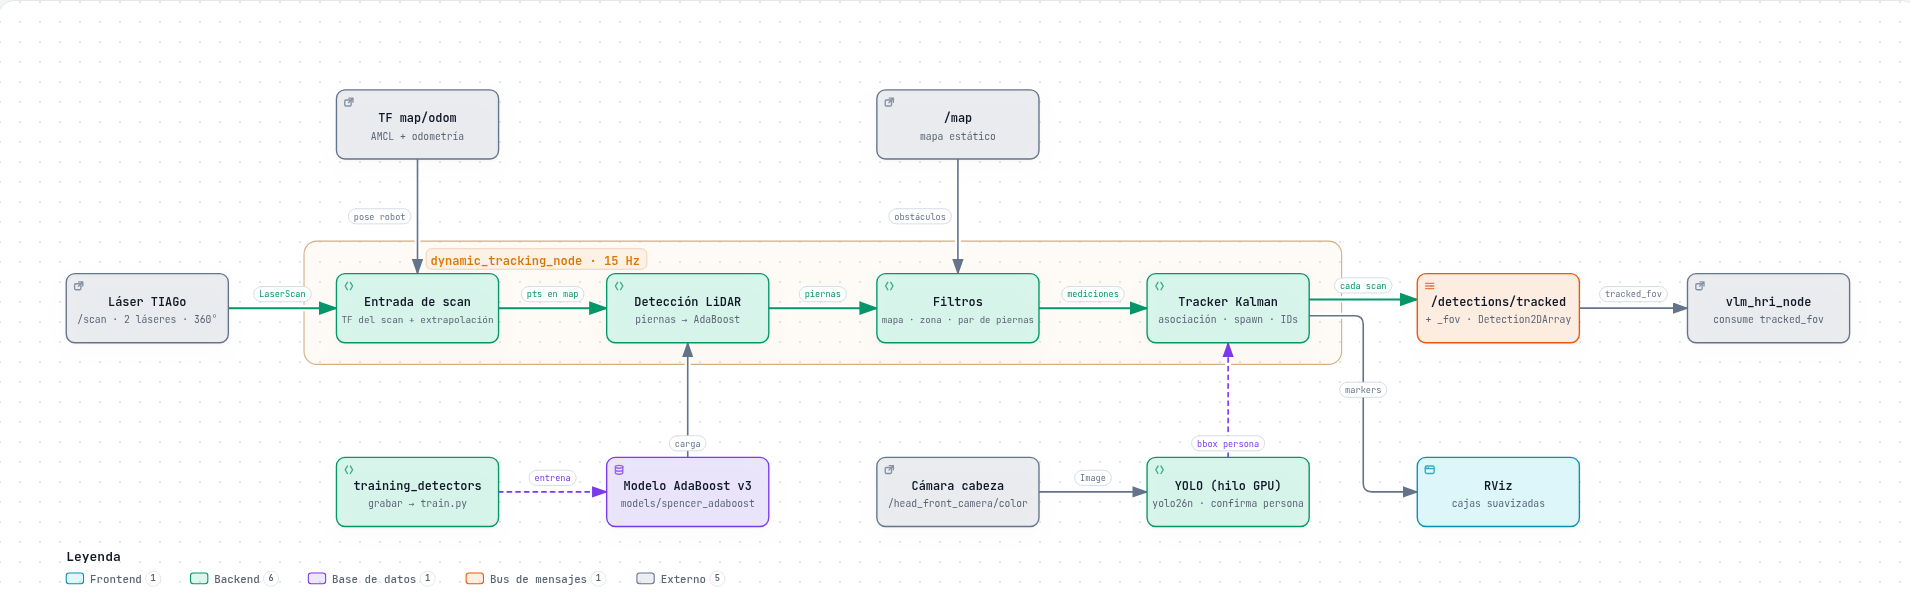 TF map/odom
AMCL + odometría
/map
mapa estático
pose robot
obstáculos
dynamic_tracking_node · 15 Hz
Láser TIAGo
/scan · 2 láseres · 360°
LaserScan
Entrada de scan
TF del scan + extrapolación
pts en map
Detección LiDAR
piernas → AdaBoost
piernas
Filtros
mapa · zona · par de piernas
mediciones
Tracker Kalman
asociación · spawn · IDs
cada scan
/detections/tracked
+ _fov · Detection2DArray
tracked_fov
vlm_hri_node
consume tracked_fov
markers
carga
bbox persona
training_detectors
grabar → train.py
entrena
Modelo AdaBoost v3
models/spencer_adaboost
Cámara cabeza
/head_front_camera/color
Image
YOLO (hilo GPU)
yolo26n · confirma persona
RViz
cajas suavizadas
Leyenda
Frontend 1
Backend 6
Base de datos 1
Bus de mensajes 1
Externo 5